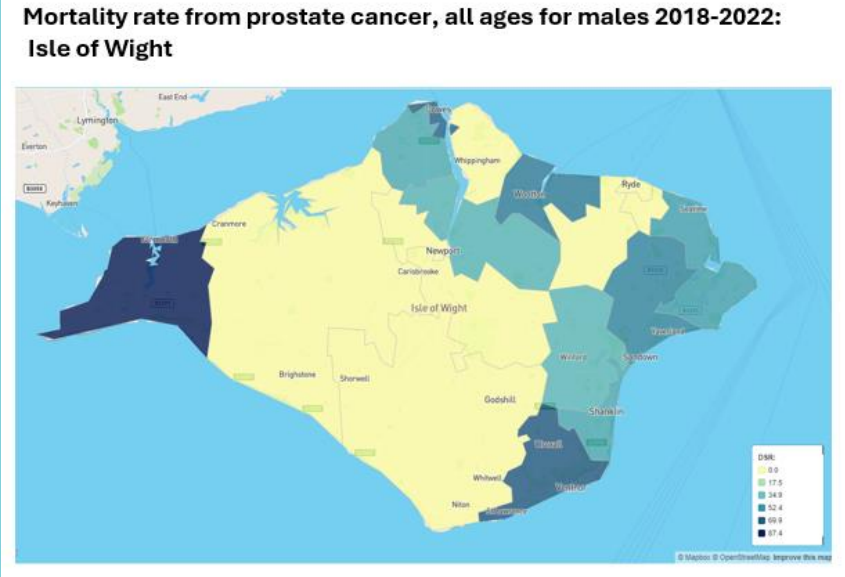 Mortality rate from prostate cancer, all ages for males 2018-2022:
Isle of Wight
East End
Lymington
Everton
Keyhaven
Whippingham
Wootton
Ryde
Seaview
Cranmore
Newport
Carisbrooke
Isle of Wight
Yaverland
Winford
Sandown
Brighstone
Shorwell
Godshill
Shanklin
Wroxall
Whitwell
Ventnor
Niton
DSR:
0.0
17.5
34.9
52.4
69.9
87.4
© Mapbox © OpenStreetMap Improve this map